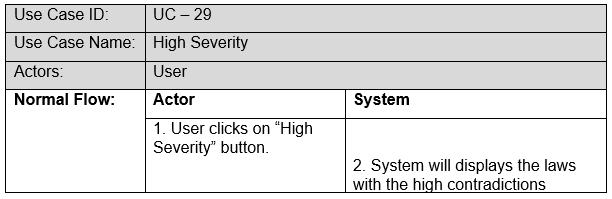 Use Case ID: UC – 29
Use Case Name: High Severity
Actors: User
Normal Flow: Actor System
1. User clicks on “High
Severity” button.
2. System will displays the laws
with the high contradictions